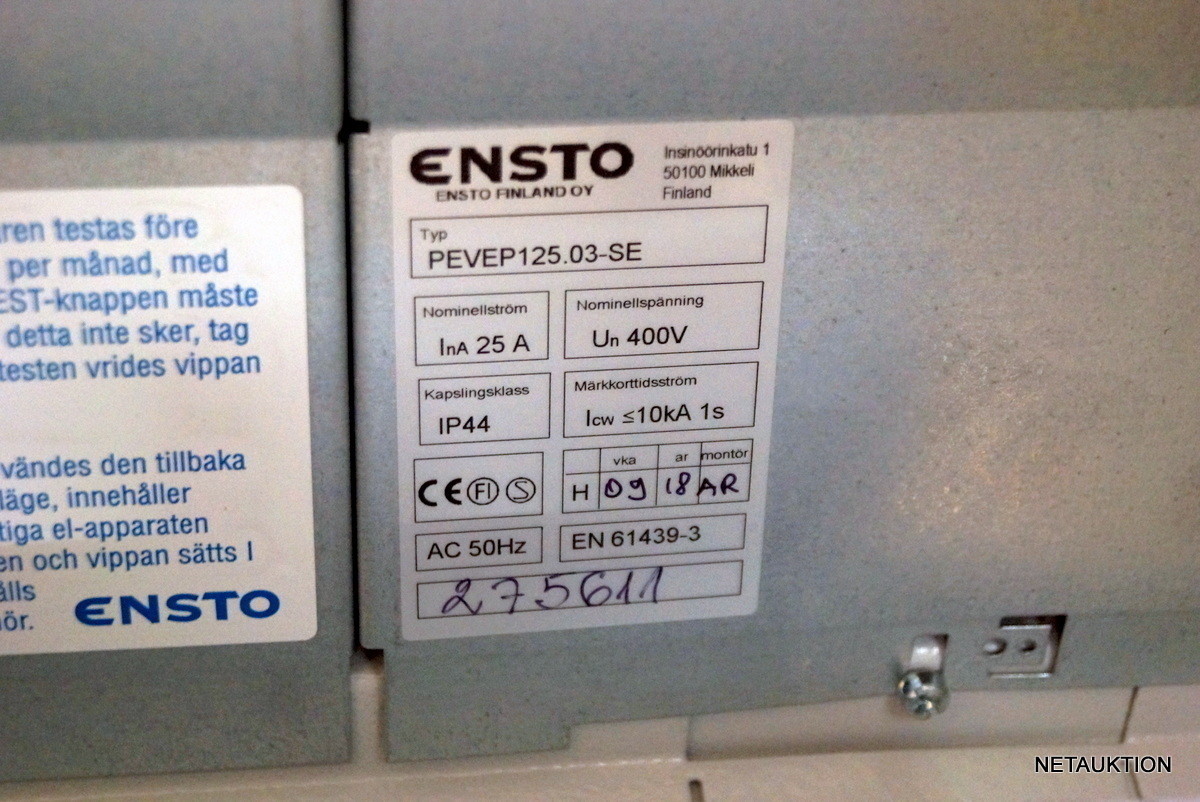 ren testas före
per månad, med
EST-knappen måste
detta inte sker, tag
testen vrides vippan
vändes den tillbaka
läge, innehåller
tiga el-apparaten
en och vippan sätts I
ålls
ör.
ENSTO
ENSTO
ENSTO FINLAND OY
Insinöörinkatu 1
50100 Mikkeli
Finland
Typ
PEVEP125.03-SE
Nominellström
InA 25 A
Nominellspänning
Un 400V
Kapslingsklass
IP44
Märkkorttidsström
Icw ≤10kA 1s
CE FI S
vka ar montör
H 09 18 AR
AC 50Hz
EN 61439-3
275611
NETAUKTION